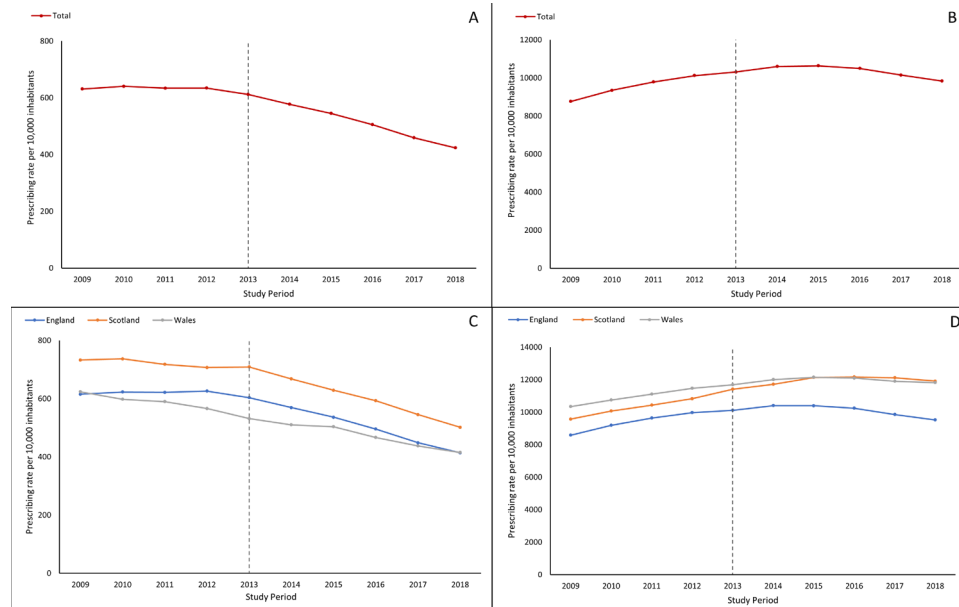 Total
A
Prescribing rate per 10,000 inhabitants
800
600
400
200
0
2009 2010 2011 2012 2013 2014 2015 2016 2017 2018
Study Period
Total
B
Prescribing rate per 10,000 inhabitants
12000
10000
8000
6000
4000
2000
0
2009 2010 2011 2012 2013 2014 2015 2016 2017 2018
Study Period
England Scotland Wales
C
Prescribing rate per 10,000 inhabitants
800
600
400
200
0
2009 2010 2011 2012 2013 2014 2015 2016 2017 2018
Study Period
England Scotland Wales
D
Prescribing rate per 10,000 inhabitants
14000
12000
10000
8000
6000
4000
2000
0
2009 2010 2011 2012 2013 2014 2015 2016 2017 2018
Study Period